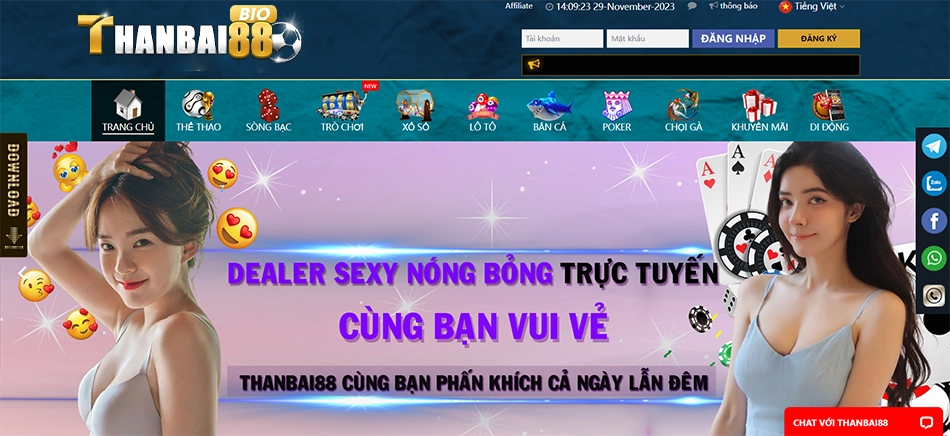 BIO
THANBAI88
Affiliate
14:09:23 29-November-2023
thông báo
Tiếng Việt
Tài khoản
Mật khẩu
ĐĂNG NHẬP
ĐĂNG KÝ
NEW
TRANG CHỦ
THỂ THAO
SÒNG BẠC
TRÒ CHƠI
XỔ SỐ
LÔ TÔ
BẮN CÁ
POKER
CHỌI GÀ
KHUYẾN MÃI
DI ĐỘNG
DOWNLOAD
A
A
A
Zalo
DEALER SEXY NÓNG BỎNG TRỰC TUYẾN
CÙNG BẠN VUI VẺ
THANBAI88 CÙNG BẠN PHẤN KHÍCH CẢ NGÀY LẪN ĐÊM
CHAT VỚI THANBAI88